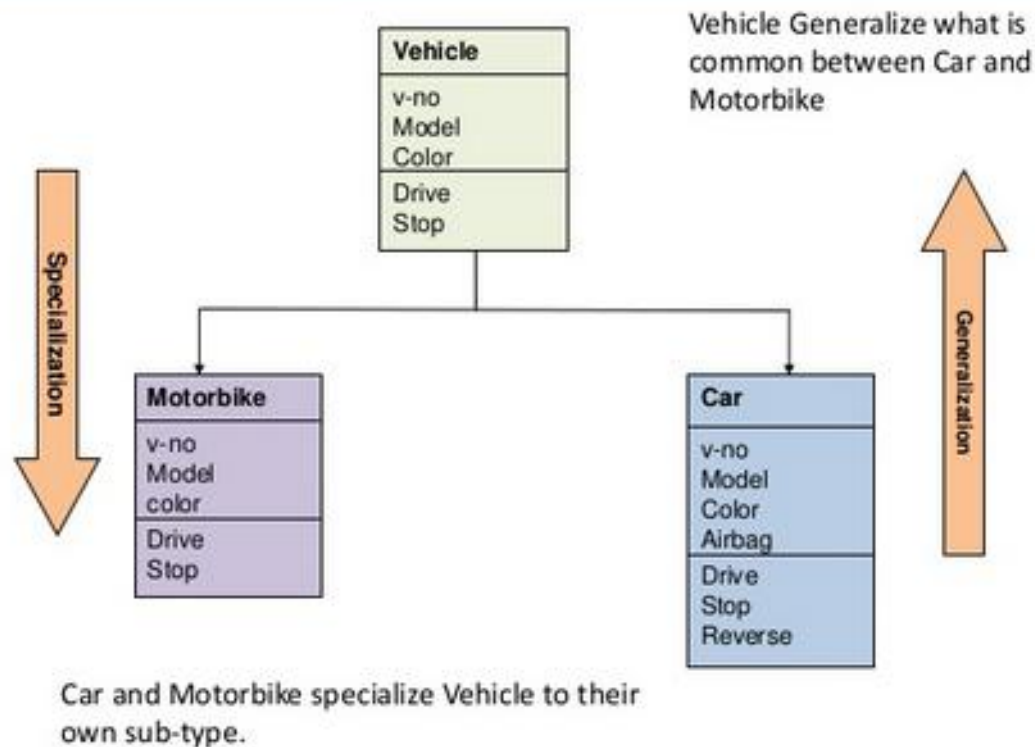 Vehicle
v-no
Model
Color
Drive
Stop
Vehicle Generalize what is
common between Car and
Motorbike
Specialization
Generalization
Motorbike
v-no
Model
color
Drive
Stop
Car
v-no
Model
Color
Airbag
Drive
Stop
Reverse
Car and Motorbike specialize Vehicle to their
own sub-type.